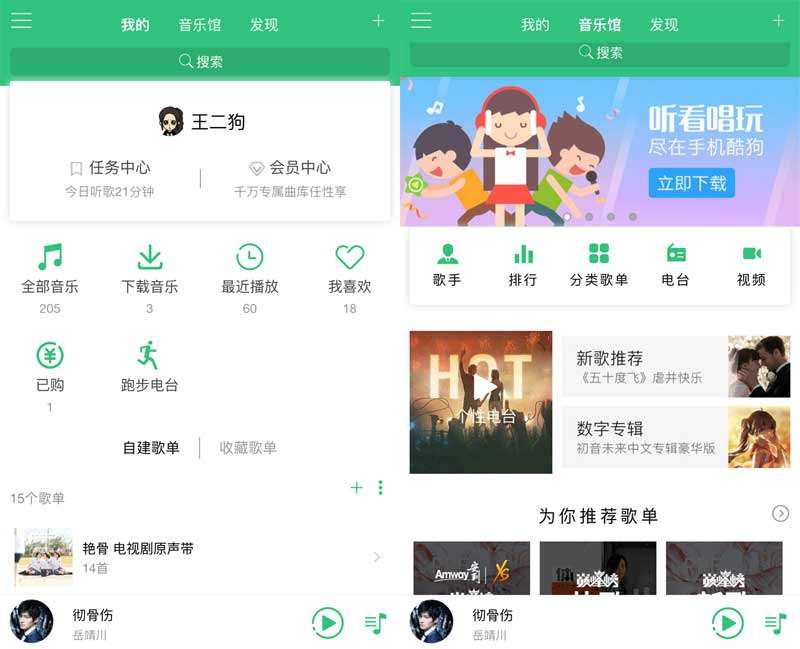 我的 音乐馆 发现
搜索
王二狗
任务中心
今日听歌21分钟
会员中心
千万专属曲库任性享
全部音乐 下载音乐 最近播放 我喜欢
205 3 60 18
已购 跑步电台
1
自建歌单 收藏歌单
15个歌单
艳骨 电视剧原声带
14首
彻骨伤
岳靖川
我的 音乐馆 发现
搜索
听看唱玩
尽在手机酷狗
立即下载
歌手 排行 分类歌单 电台 视频
HOT
个性电台
新歌推荐
《五十度飞》虐并快乐
数字专辑
初音未来中文专辑豪华版
为你推荐歌单
Amway 安利
巅峰榜 巅峰榜
彻骨伤
岳靖川